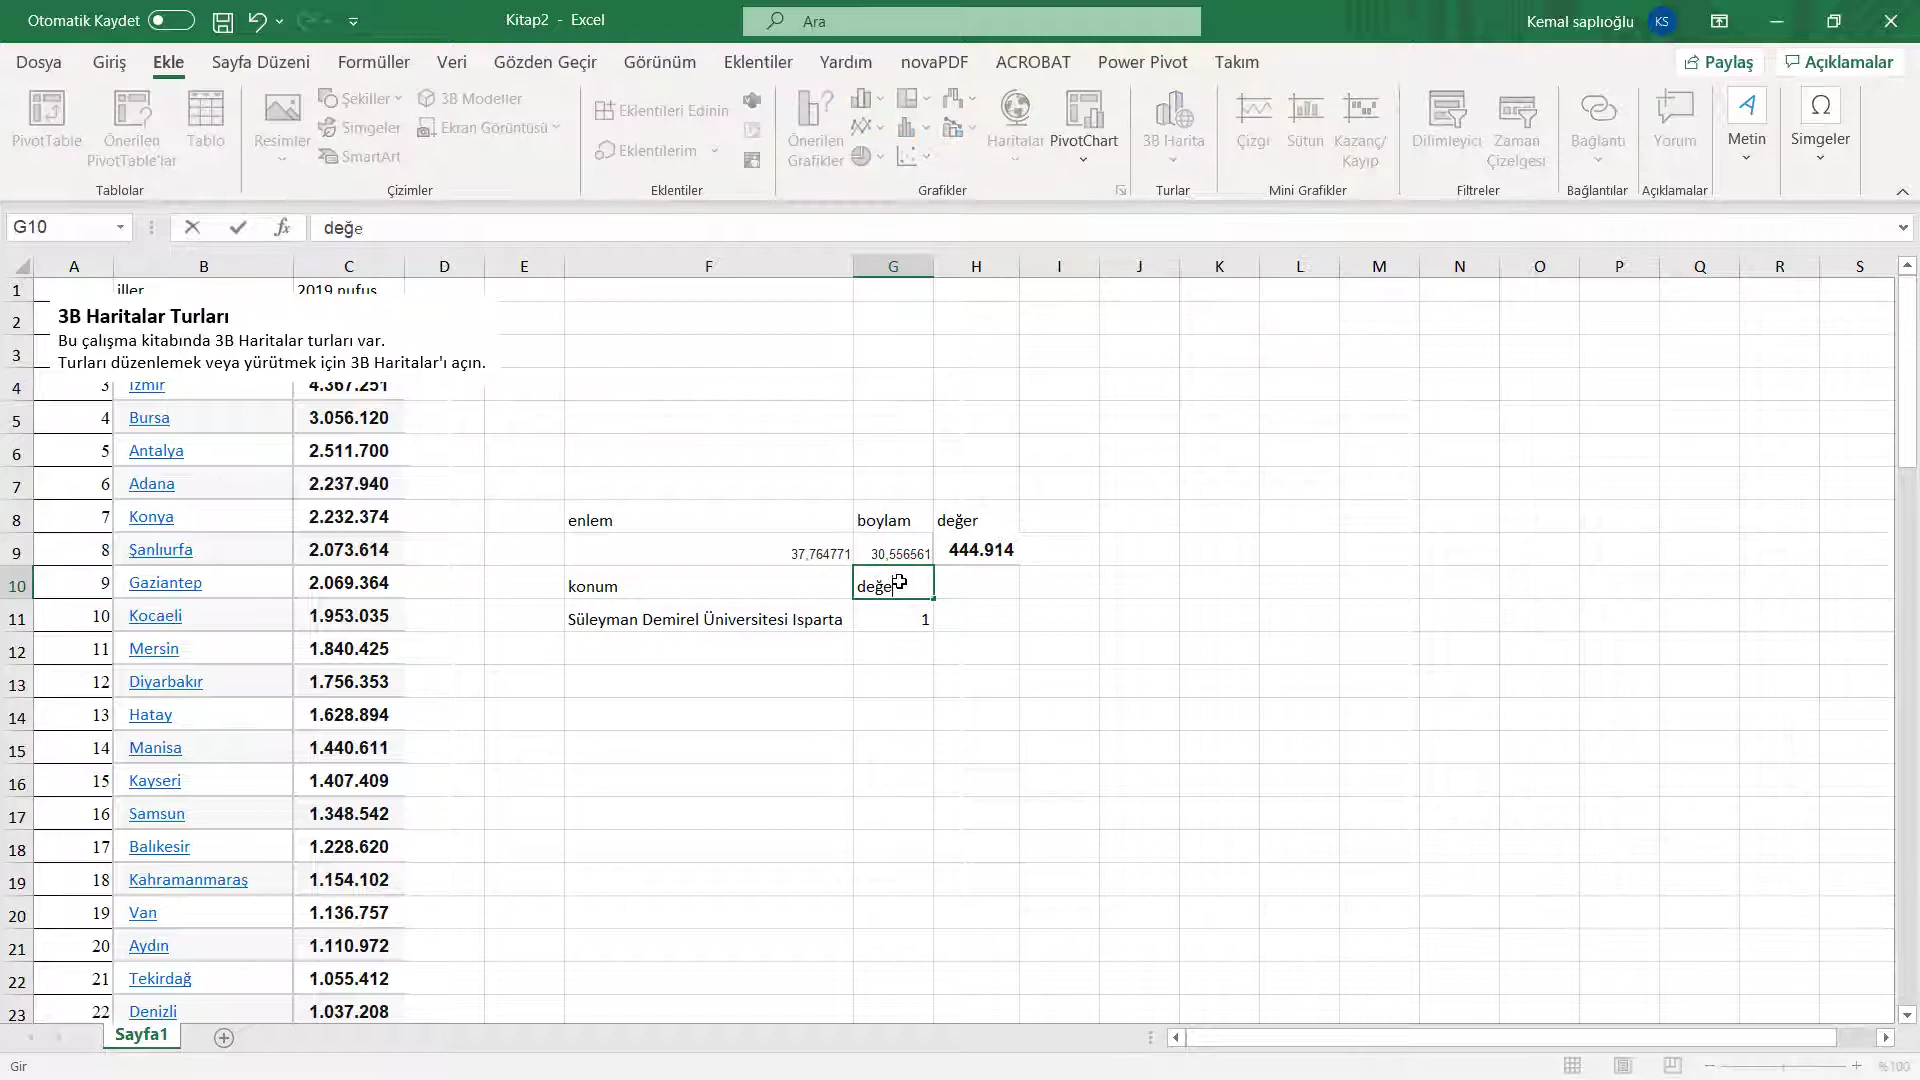 Otomatik Kaydet
Kitap2 - Excel
Ara
Kemal saplıoğlu KS
Dosya Giriş Ekle Sayfa Düzeni Formüller Veri Gözden Geçir Görünüm Eklentiler Yardım novaPDF ACROBAT Power Pivot Takım Paylaş Açıklamalar
PivotTable
Önerilen PivotTable'lar
Tablo
Tablolar
Resimler
Şekiller
Simgeler
SmartArt
3B Modeller
Ekran Görüntüsü
Çizimler
Eklentileri Edinin
Eklentilerim
Eklentiler
Önerilen Grafikler
Haritalar
PivotChart
Grafikler
3B Harita
Turlar
Çizgi
Sütun
Kazanç/ Kayıp
Mini Grafikler
Dilimleyici
Zaman Çizelgesi
Filtreler
Bağlantı
Bağlantılar
Yorum
Açıklamalar
Metin
Simgeler
G10 fx değe
A B C D E F G H I J K L M N O P Q R S
1 iller 2019 nufus
2
3
3B Haritalar Turları
Bu çalışma kitabında 3B Haritalar turları var.
Turları düzenlemek veya yürütmek için 3B Haritalar'ı açın.
4 3 İzmir 4.367.251
5 4 Bursa 3.056.120
6 5 Antalya 2.511.700
7 6 Adana 2.237.940
8 7 Konya 2.232.374 enlem boylam değer
9 8 Şanlıurfa 2.073.614 37,764771 30,556561 444.914
10 9 Gaziantep 2.069.364 konum değe
11 10 Kocaeli 1.953.035 Süleyman Demirel Üniversitesi Isparta 1
12 11 Mersin 1.840.425
13 12 Diyarbakır 1.756.353
14 13 Hatay 1.628.894
15 14 Manisa 1.440.611
16 15 Kayseri 1.407.409
17 16 Samsun 1.348.542
18 17 Balıkesir 1.228.620
19 18 Kahramanmaraş 1.154.102
20 19 Van 1.136.757
21 20 Aydın 1.110.972
22 21 Tekirdağ 1.055.412
23 22 Denizli 1.037.208
Sayfa1
Gir
%100